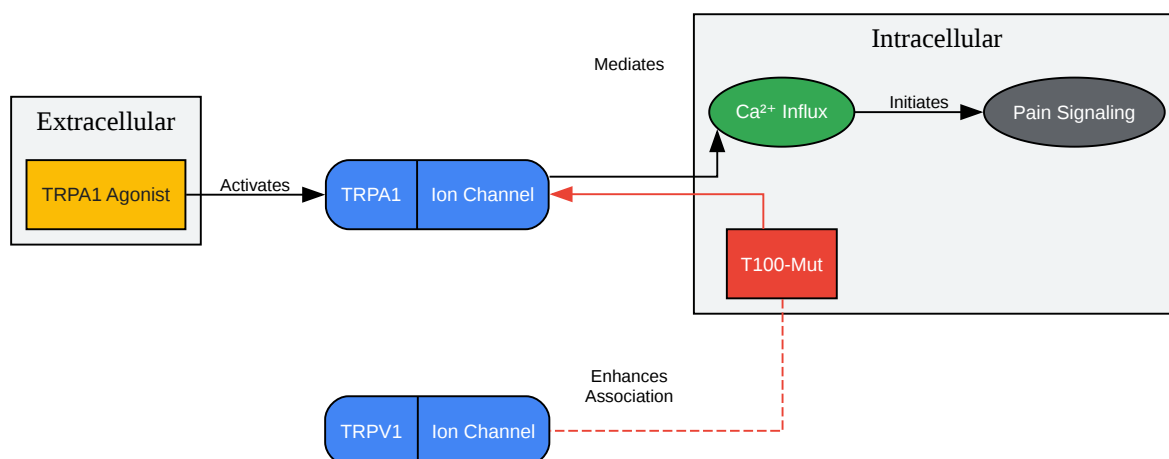 Intracellular
Mediates
Ca²⁺ Influx
Initiates
Pain Signaling
Extracellular
TRPA1 Agonist
Activates
TRPA1
Ion Channel
T100-Mut
Enhances
Association
TRPV1
Ion Channel